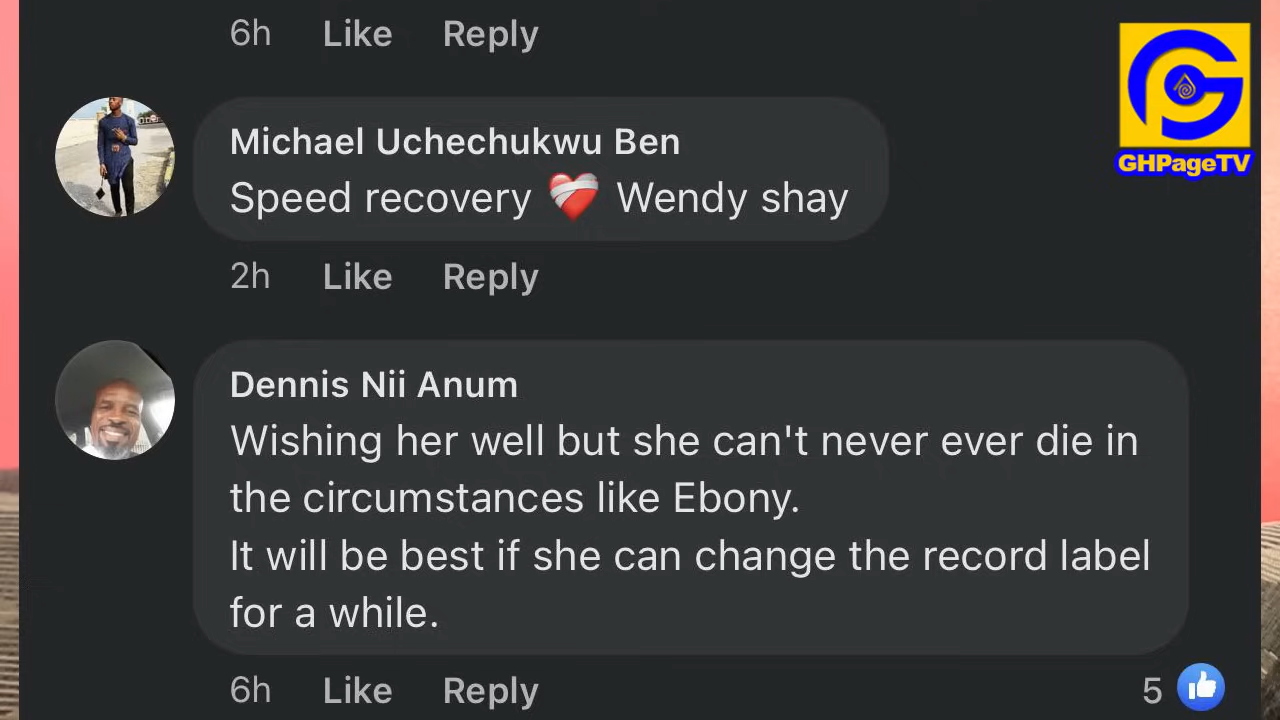 6h Like Reply
GHPageTV
Michael Uchechukwu Ben
Speed recovery ❤️‍🩹 Wendy shay
2h Like Reply
Dennis Nii Anum
Wishing her well but she can't never ever die in
the circumstances like Ebony.
It will be best if she can change the record label
for a while.
6h Like Reply 5